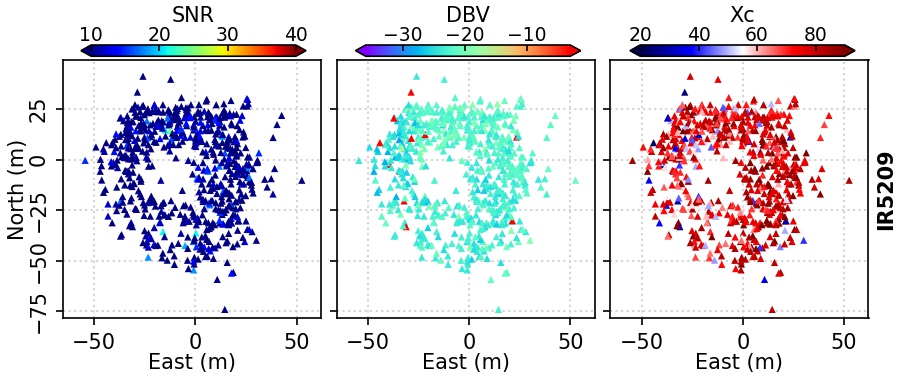 SNR DBV Xc
10 20 30 40 −30 −20 −10 20 40 60 80
North (m)
25
0
−25
−50
−75
IR5209
−50 0 50 −50 0 50 −50 0 50
East (m) East (m) East (m)